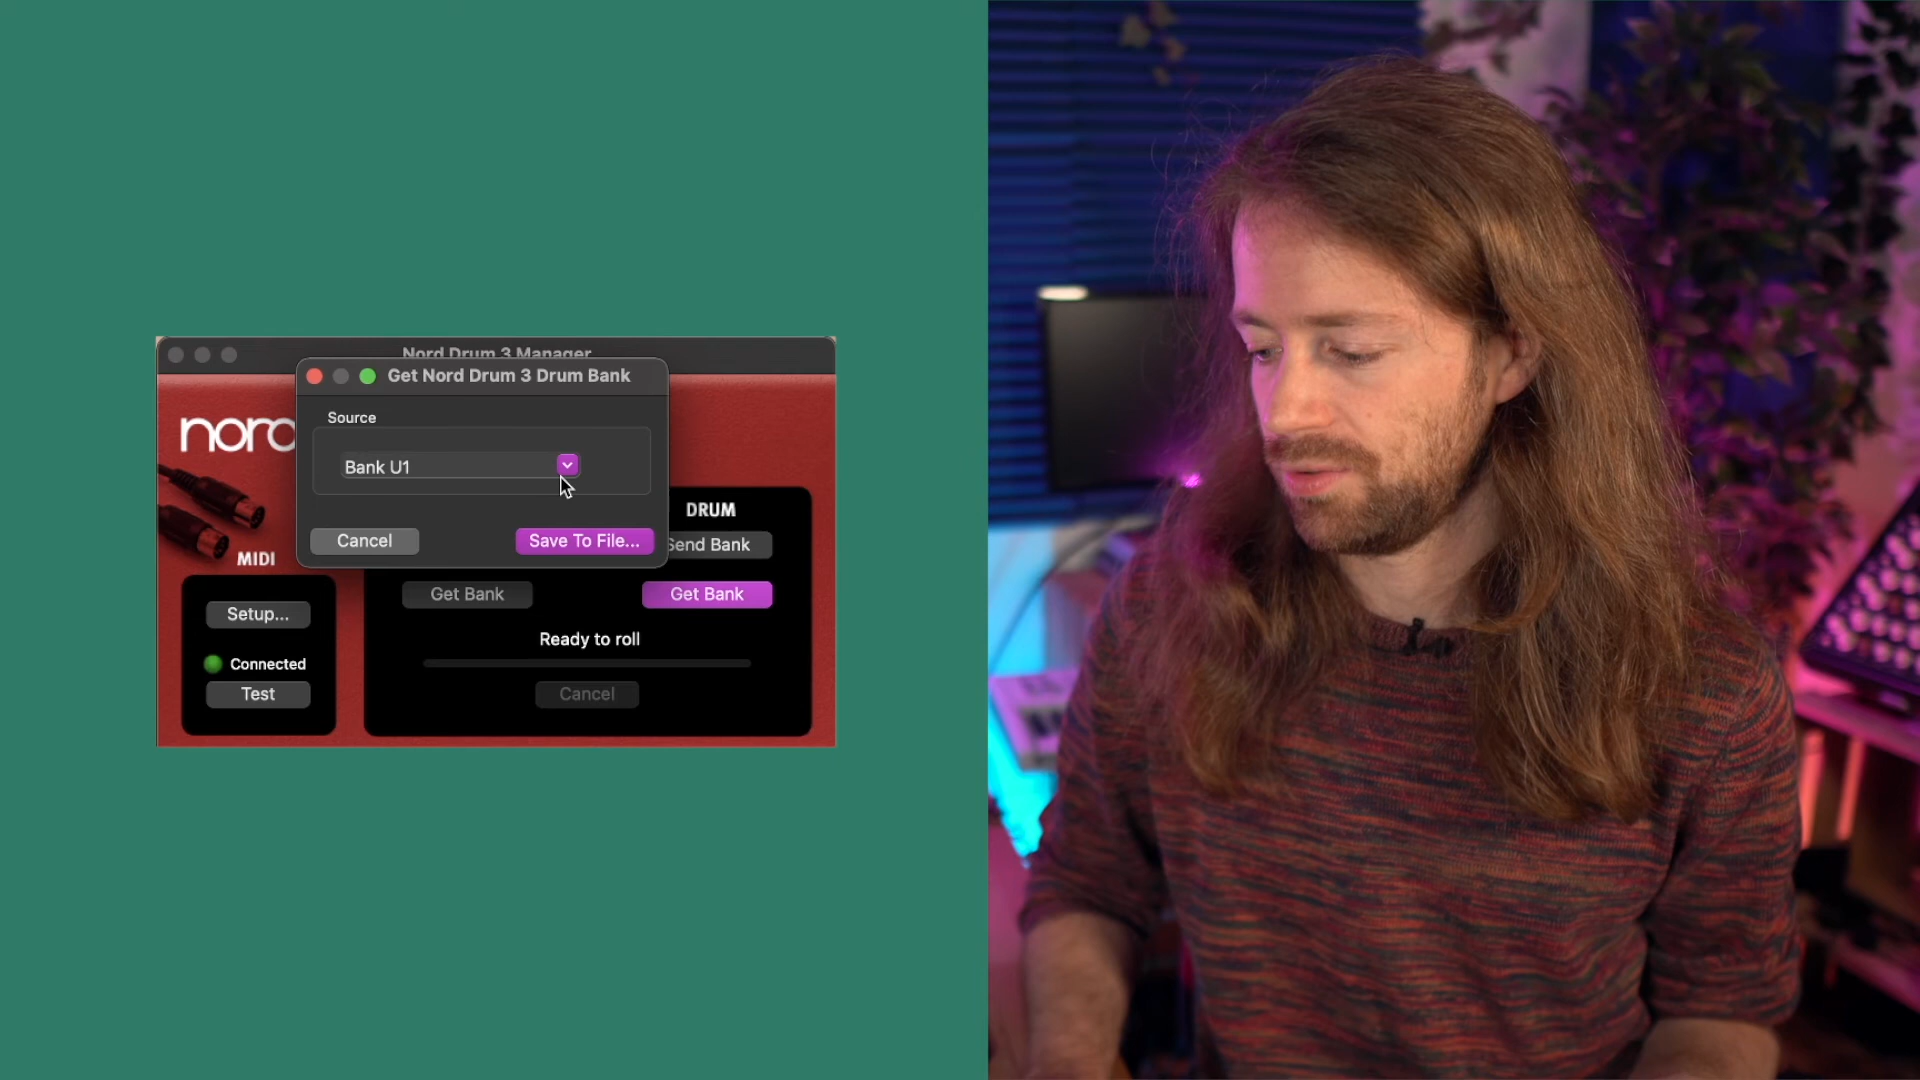 Nord Drum 3 Manager
Get Nord Drum 3 Drum Bank
Source
nord
Bank U1
DRUM
Cancel
Save To File...
Send Bank
MIDI
Get Bank
Get Bank
Setup...
Ready to roll
Connected
Test
Cancel